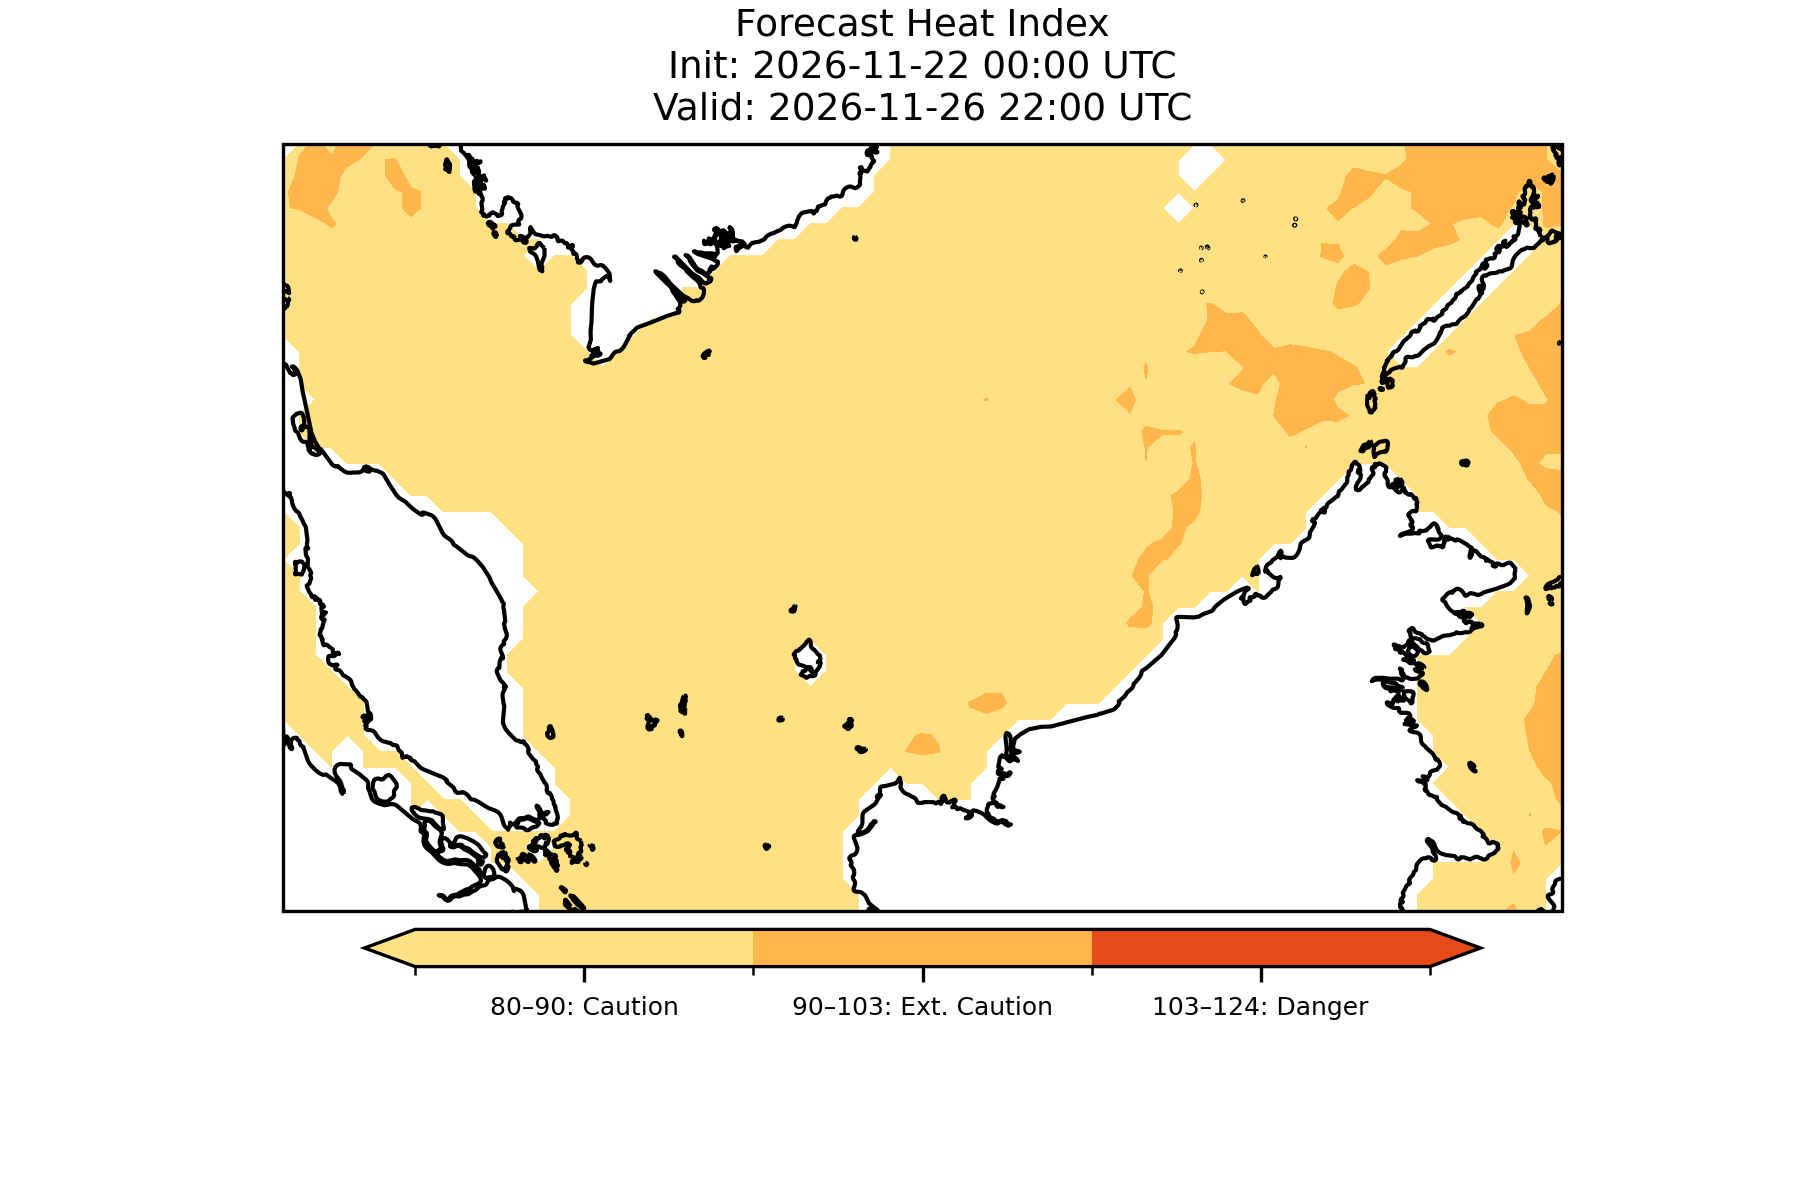 Forecast Heat Index
Init: 2026-11-22 00:00 UTC
Valid: 2026-11-26 22:00 UTC
80–90: Caution
90–103: Ext. Caution
103–124: Danger